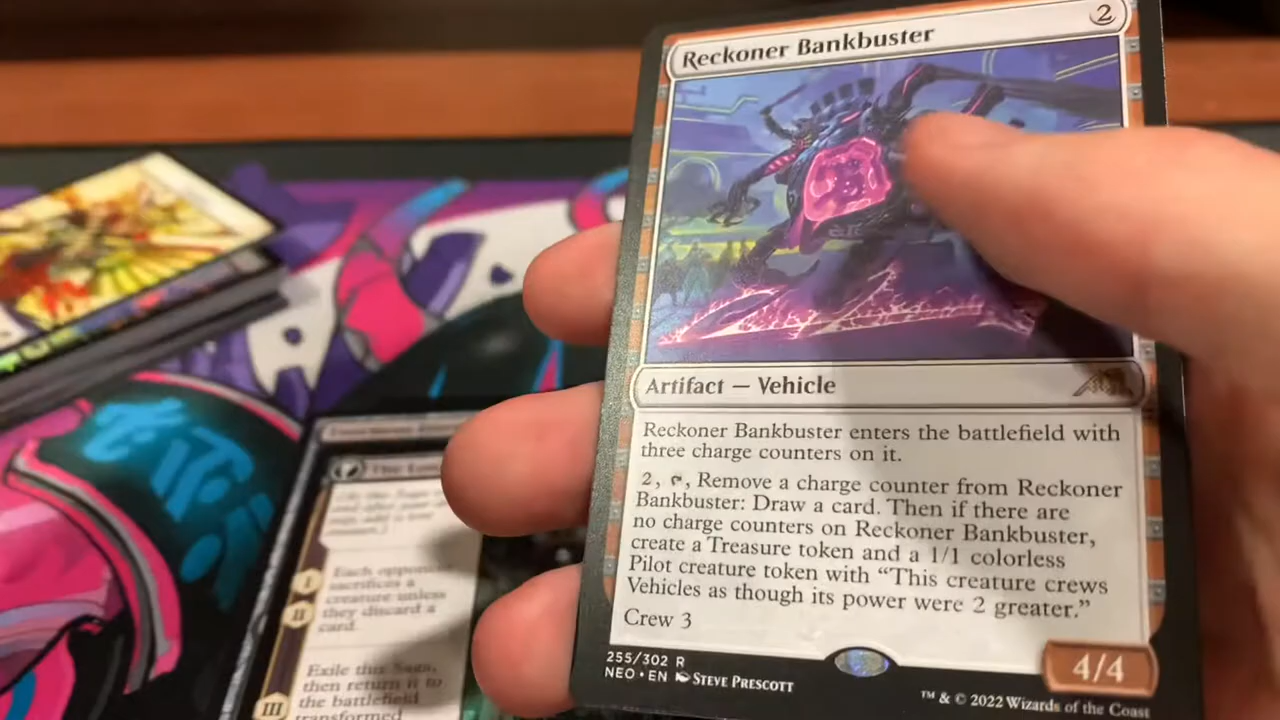 Reckoner Bankbuster
2
Artifact — Vehicle
Reckoner Bankbuster enters the battlefield with
three charge counters on it.
2, , Remove a charge counter from Reckoner
Bankbuster: Draw a card. Then if there are
no charge counters on Reckoner Bankbuster,
create a Treasure token and a 1/1 colorless
Pilot creature token with “This creature crews
Vehicles as though its power were 2 greater.”
Crew 3
4/4
255/302 R
NEO • EN STEVE PRESCOTT
™ & © 2022 Wizards of the Coast
I
II
Each opponent
sacrifices a
creature unless
they discard a
card.
III
Exile this Saga,
then return it to
the battlefield
transformed